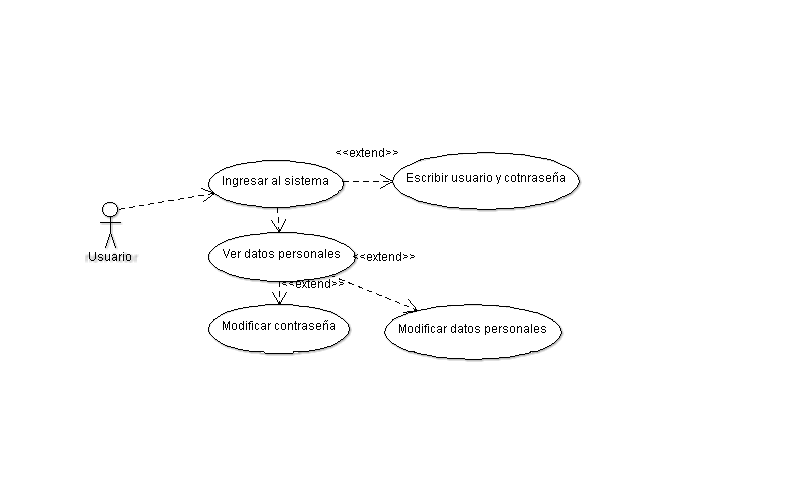 <<extend>>
Ingresar al sistema
Escribir usuario y cotnraseña
Usuario
Ver datos personales
<<extend>>
<<extend>>
Modificar contraseña
Modificar datos personales